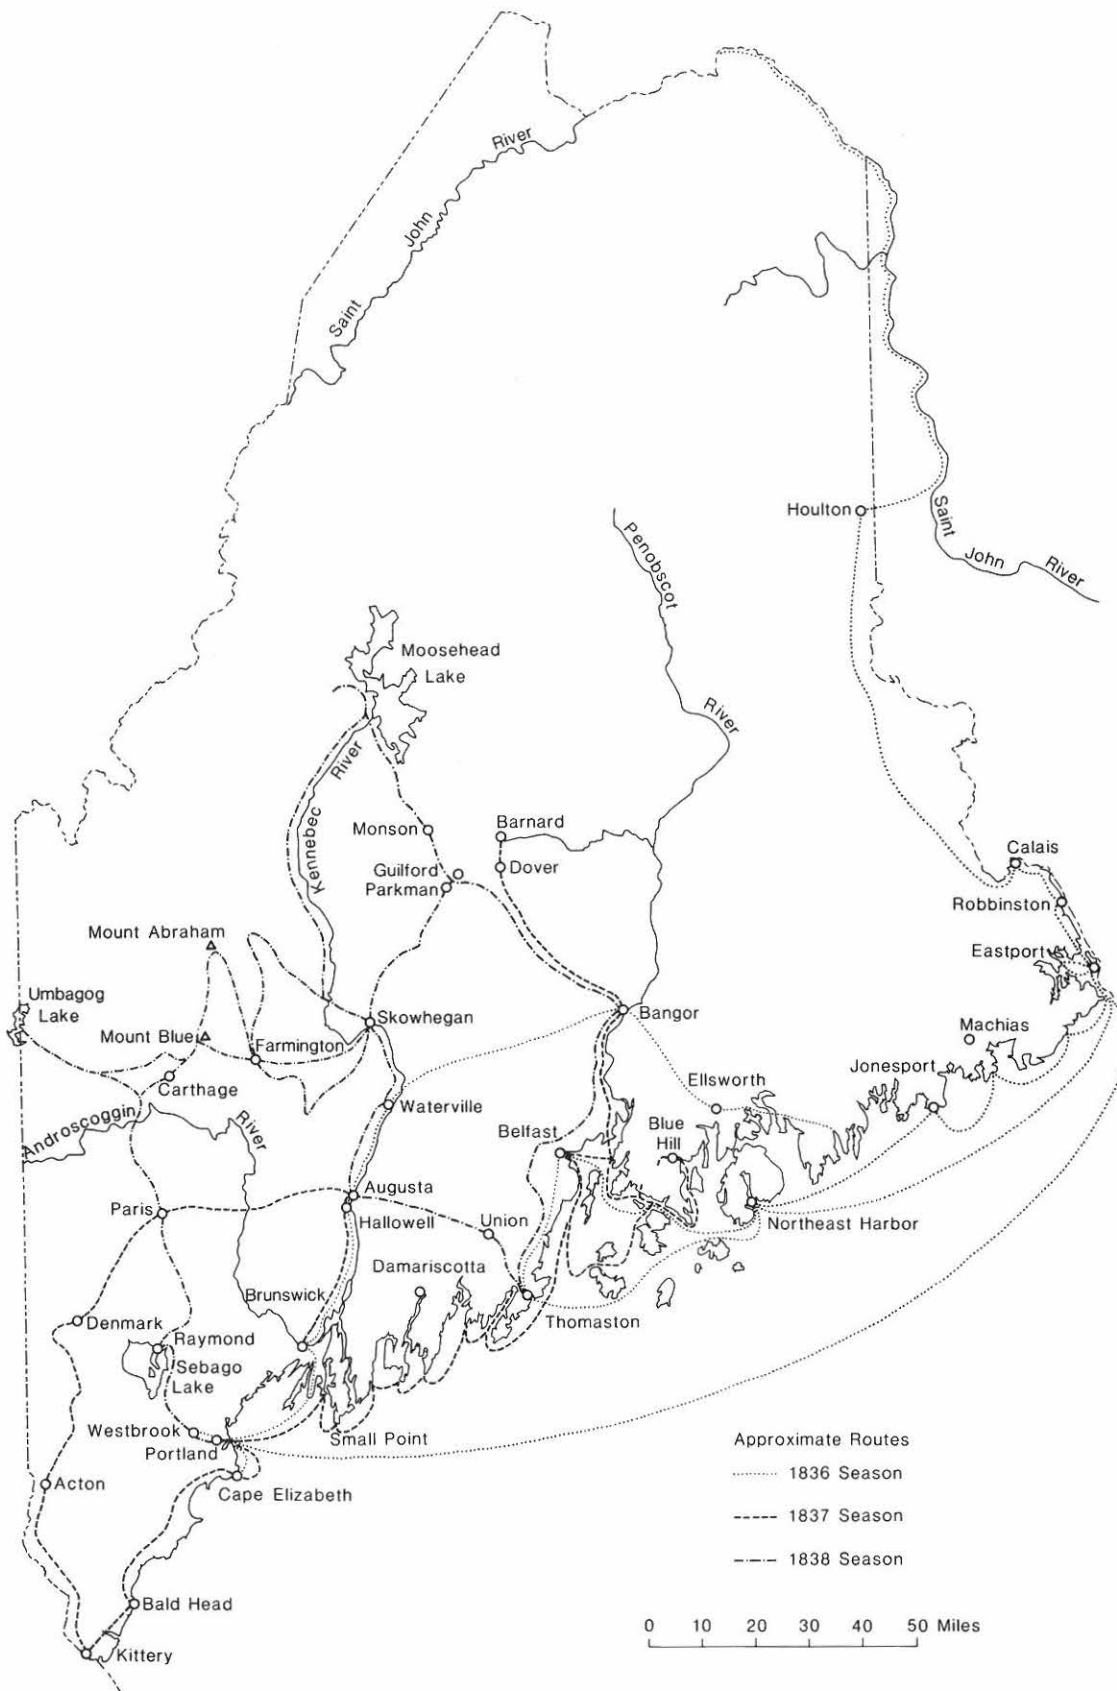 River
John
Saint
Houlton
Saint
John
River
Penobscot
River
Moosehead
Lake
River
Kennebec
Monson
Barnard
Guilford
Parkman
Dover
Calais
Robbinston
Eastport
Mount Abraham
Umbagog
Lake
Mount Blue
Skowhegan
Farmington
Bangor
Machias
Jonesport
Carthage
Ellsworth
Androscoggin
River
Waterville
Belfast
Blue
Hill
Augusta
Paris
Hallowell
Union
Northeast Harbor
Damariscotta
Brunswick
Denmark
Thomaston
Raymond
Sebago
Lake
Westbrook
Portland
Small Point
Acton
Cape Elizabeth
Bald Head
Kittery
Approximate Routes
1836 Season
1837 Season
1838 Season
0 10 20 30 40 50 Miles